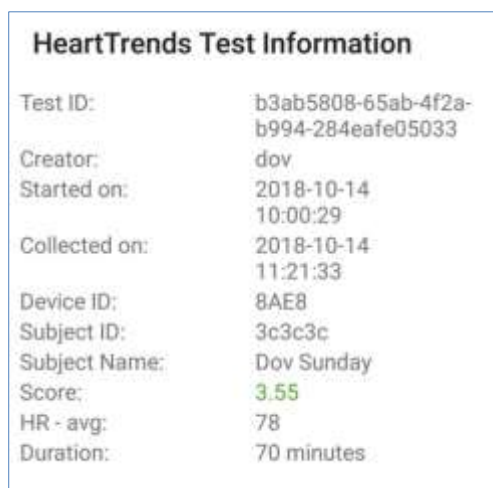 HeartTrends Test Information
Test ID: b3ab5808-65ab-4f2a-
b994-284eafe05033
Creator: dov
Started on: 2018-10-14
10:00:29
Collected on: 2018-10-14
11:21:33
Device ID: 8AE8
Subject ID: 3c3c3c
Subject Name: Dov Sunday
Score: 3.55
HR - avg: 78
Duration: 70 minutes